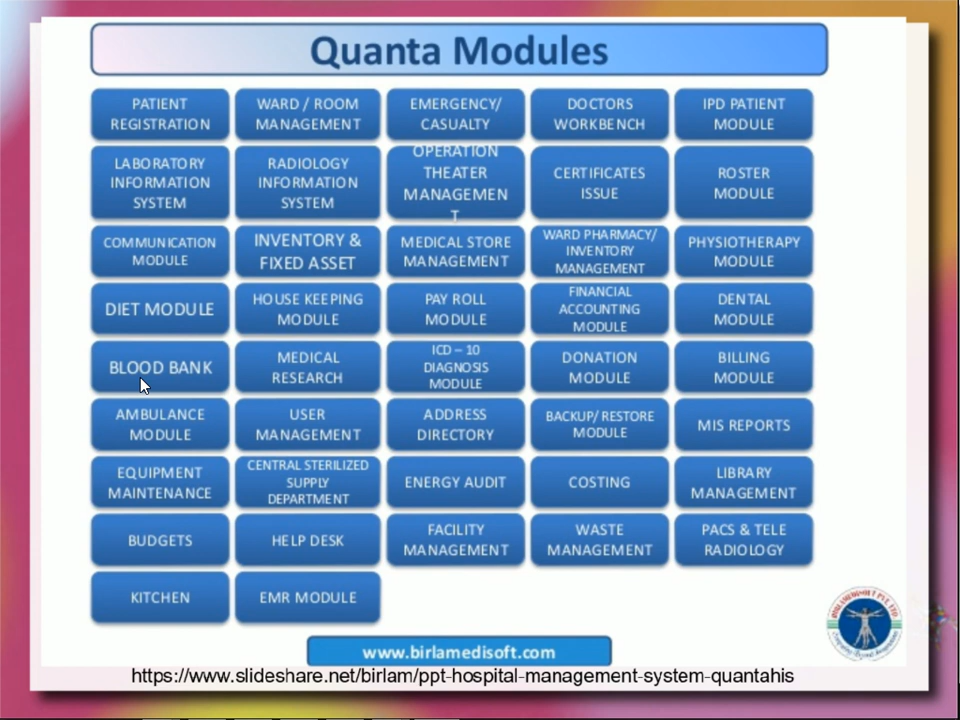 Quanta Modules
PATIENT
REGISTRATION
WARD / ROOM
MANAGEMENT
EMERGENCY/
CASUALTY
DOCTORS
WORKBENCH
IPD PATIENT
MODULE
LABORATORY
INFORMATION
SYSTEM
RADIOLOGY
INFORMATION
SYSTEM
OPERATION
THEATER
MANAGEMEN
T
CERTIFICATES
ISSUE
ROSTER
MODULE
COMMUNICATION
MODULE
INVENTORY &
FIXED ASSET
MEDICAL STORE
MANAGEMENT
WARD PHARMACY/
INVENTORY
MANAGEMENT
PHYSIOTHERAPY
MODULE
DIET MODULE
HOUSE KEEPING
MODULE
PAY ROLL
MODULE
FINANCIAL
ACCOUNTING
MODULE
DENTAL
MODULE
BLOOD BANK
MEDICAL
RESEARCH
ICD – 10
DIAGNOSIS
MODULE
DONATION
MODULE
BILLING
MODULE
AMBULANCE
MODULE
USER
MANAGEMENT
ADDRESS
DIRECTORY
BACKUP/ RESTORE
MODULE
MIS REPORTS
EQUIPMENT
MAINTENANCE
CENTRAL STERILIZED
SUPPLY
DEPARTMENT
ENERGY AUDIT
COSTING
LIBRARY
MANAGEMENT
BUDGETS
HELP DESK
FACILITY
MANAGEMENT
WASTE
MANAGEMENT
PACS & TELE
RADIOLOGY
KITCHEN
EMR MODULE
www.birlamedisoft.com
https://www.slideshare.net/birlam/ppt-hospital-management-system-quantahis